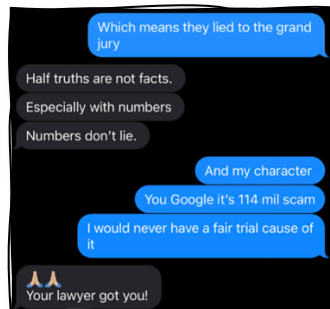 Which means they lied to the grand
jury
Half truths are not facts.
Especially with numbers
Numbers don't lie.
And my character
You Google it's 114 mil scam
I would never have a fair trial cause of
it
🙏🏼🙏🏼
Your lawyer got you!